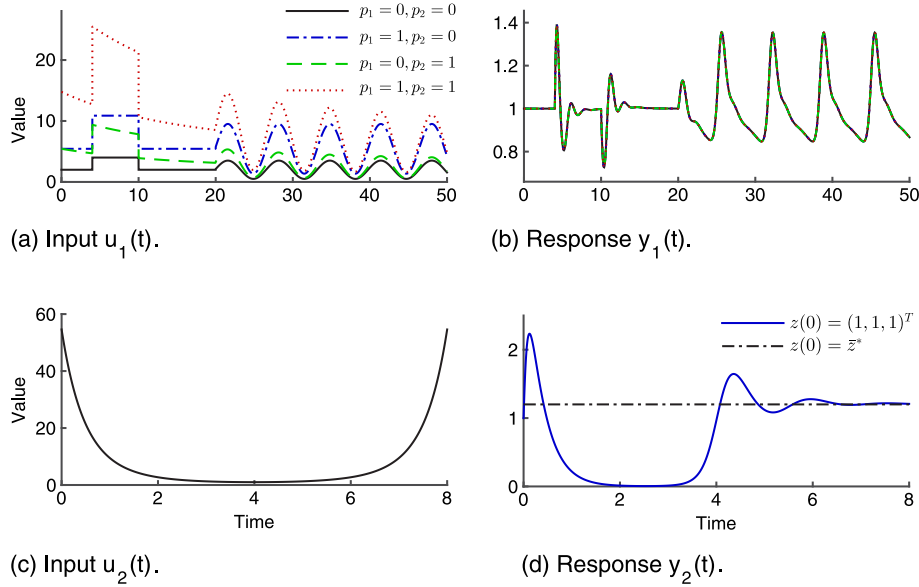 p₁ = 0, p₂ = 0
p₁ = 1, p₂ = 0
p₁ = 0, p₂ = 1
p₁ = 1, p₂ = 1
Value
20
10
0
0 10 20 30 40 50
(a) Input u₁(t).
1.4
1.2
1
0.8
0 10 20 30 40 50
(b) Response y₁(t).
60
40
20
0
Value
0 2 4 6 8
Time
(c) Input u₂(t).
z(0) = (1, 1, 1)ᵀ
z(0) = z̄*
2
1
0
0 2 4 6 8
Time
(d) Response y₂(t).